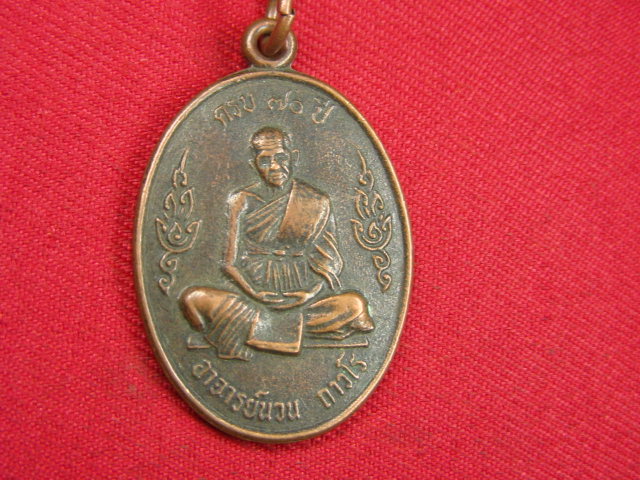 ครบ ๗๐ ปี
อาจารย์นวน ถาวโร